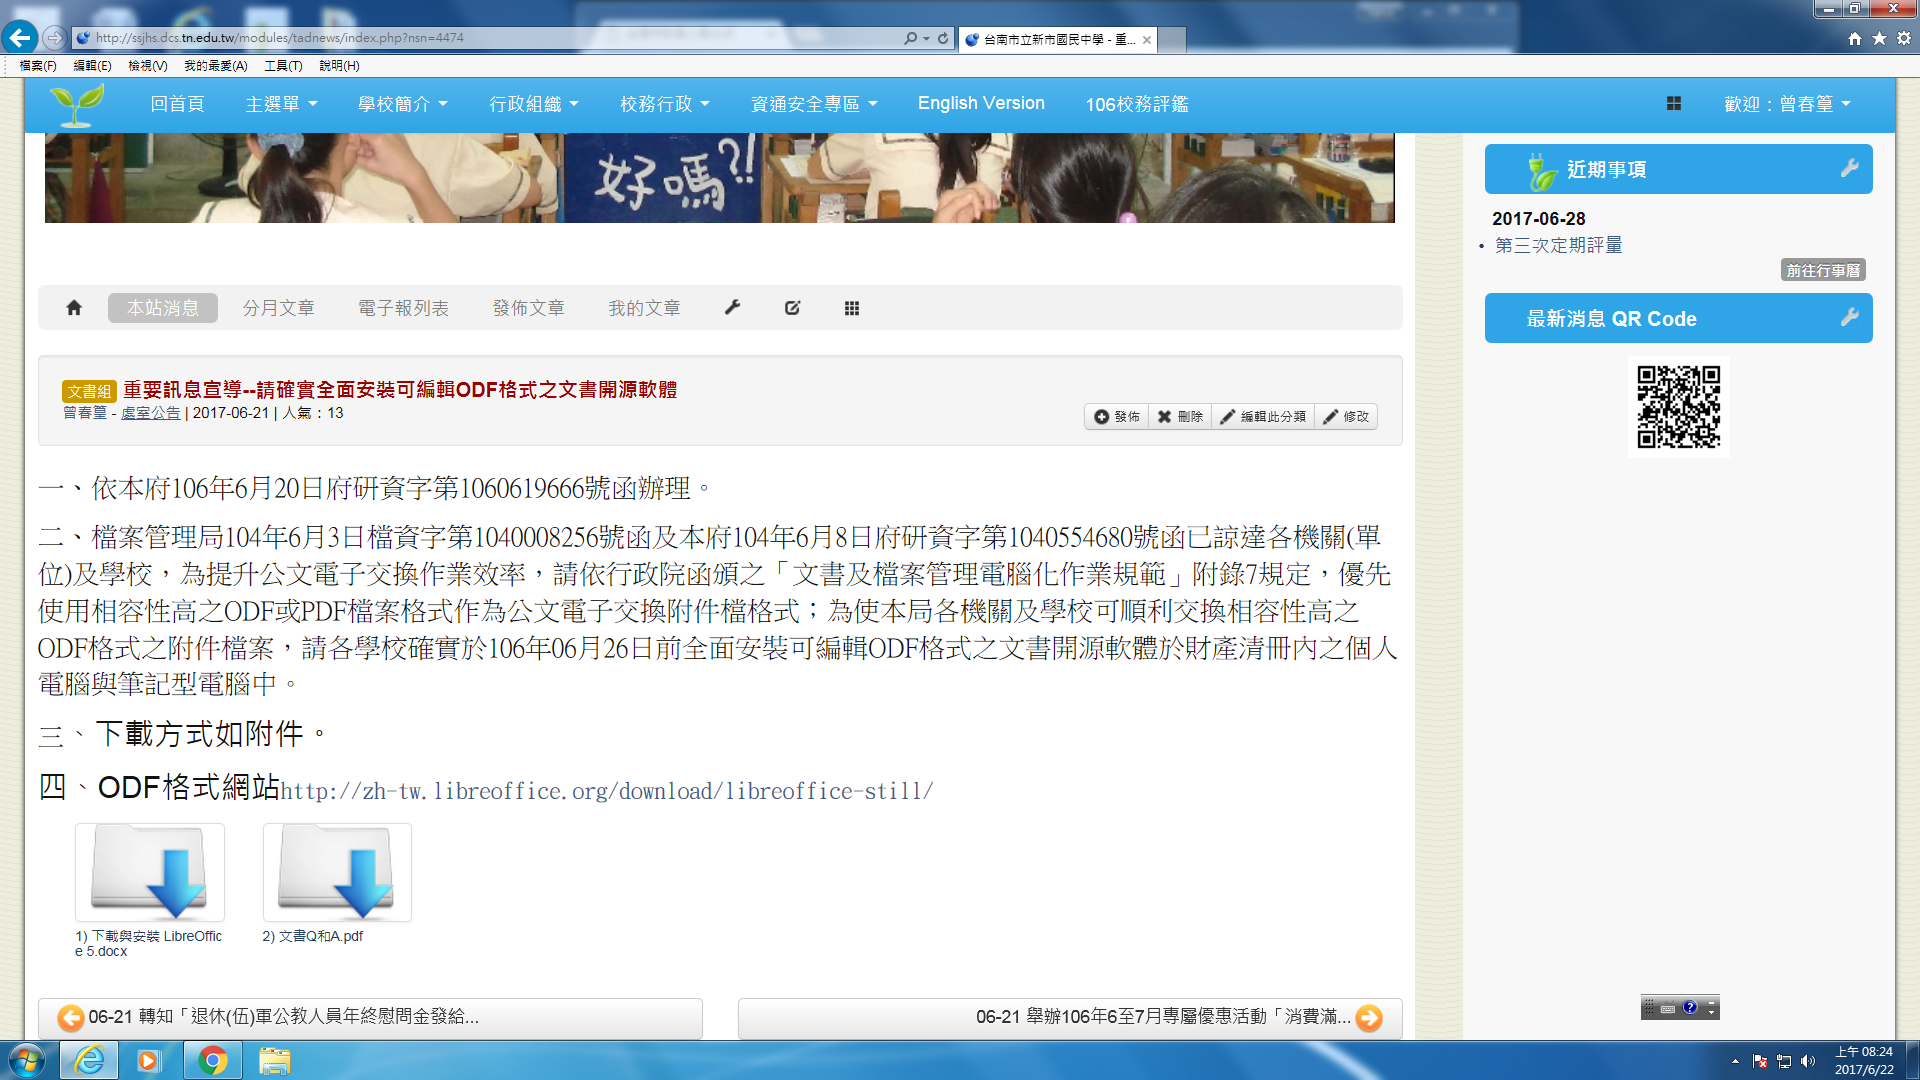 http://ssjhs.dcs.tn.edu.tw/modules/tadnews/index.php?nsn=4474
台南市立新市國民中學 - 重...
檔案(F) 編輯(E) 檢視(V) 我的最愛(A) 工具(T) 說明(H)
回首頁 主選單 學校簡介 行政組織 校務行政 資通安全專區 English Version 106校務評鑑 歡迎：曾春篁
好嗎?!
近期事項
2017-06-28
• 第三次定期評量
前往行事曆
最新消息 QR Code
本站消息 分月文章 電子報列表 發佈文章 我的文章
文書組 重要訊息宣導--請確實全面安裝可編輯ODF格式之文書開源軟體
曾春篁 - 處室公告 | 2017-06-21 | 人氣：13
發佈 刪除 編輯此分類 修改
一、依本府106年6月20日府研資字第1060619666號函辦理。
二、檔案管理局104年6月3日檔資字第1040008256號函及本府104年6月8日府研資字第1040554680號函已諒達各機關(單
位)及學校，為提升公文電子交換作業效率，請依行政院函頒之「文書及檔案管理電腦化作業規範」附錄7規定，優先
使用相容性高之ODF或PDF檔案格式作為公文電子交換附件檔格式；為使本局各機關及學校可順利交換相容性高之
ODF格式之附件檔案，請各學校確實於106年06月26日前全面安裝可編輯ODF格式之文書開源軟體於財產清冊內之個人
電腦與筆記型電腦中。
三、下載方式如附件。
四、ODF格式網站http://zh-tw.libreoffice.org/download/libreoffice-still/
1) 下載與安裝 LibreOffic
e 5.docx
2) 文書Q和A.pdf
06-21 轉知「退休(伍)軍公教人員年終慰問金發給...
06-21 舉辦106年6至7月專屬優惠活動「消費滿...
上午 08:24
2017/6/22